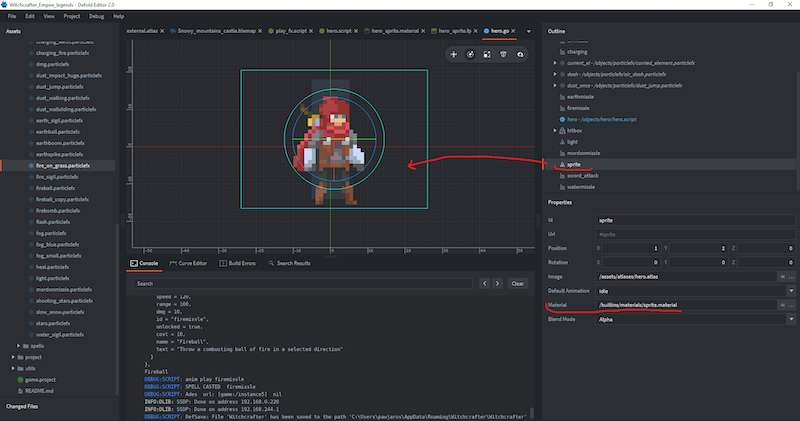 Witchcrafter_Empire_legends - Defold Editor 2.0
File Edit View Project Debug Help
Assets
charging_fire.particlefx
dmg.particlefx
dust_impact_huge.particlefx
dust_jump.particlefx
dust_walking.particlefx
dust_wallsliding.particlefx
earth_sigil.particlefx
earthball.particlefx
earthboom.particlefx
earthspike.particlefx
fire_on_grass.particlefx
fire_sigil.particlefx
fireball.particlefx
fireball_copy.particlefx
firebomb.particlefx
flash.particlefx
fog.particlefx
fog_blue.particlefx
fog_small.particlefx
heal.particlefx
light.particlefx
mordonmissile.particlefx
shooting_stars.particlefx
slow_snow.particlefx
stars.particlefx
water_sigil.particlefx
spells
project
utils
game.project
README.md
Changed Files
external.atlas Snowy_mountains_castle.tilemap play_fx.script hero.script hero_sprite.material hero_sprite.fp hero.go
Console Curve Editor Build Errors Search Results
Search Clear
speed = 120,
range = 100,
dmg = 10,
id = "firemissle",
unlocked = true,
cost = 10,
name = "Fireball",
text = "Throw a combusting ball of fire in a selected direction"
}
},
Fireball
DEBUG:SCRIPT: anim play firemissle
DEBUG:SCRIPT: SPELL CASTED firemissle
DEBUG:SCRIPT: Ades url: [game:/instance5] nil
INFO:DLIB: SSDP: Done on address 192.168.0.220
INFO:DLIB: SSDP: Done on address 192.168.244.1
DEBUG:SCRIPT: DefSave: File 'Witchcrafter' has been saved to the path 'C:\Users\pawjaros\AppData\Roaming\Witchcrafter\Witchcrafter'
Outline
charging
current_el - /objects/particlefx/carried_element.particlefx
dash - /objects/particlefx/air_dash.particlefx
dust_once - /objects/particlefx/dust_jump.particlefx
earthmissle
firemissle
hero - /objects/hero/hero.script
hitbox
light
mordonmissle
sprite
sword_attack
watermissle
Properties
Id sprite
Url #sprite
Position X 1 Y 2 Z 0
Rotation X 0 Y 0 Z 0
Image /assets/atlases/hero.atlas
Default Animation Idle
Material /builtins/materials/sprite.material
Blend Mode Alpha